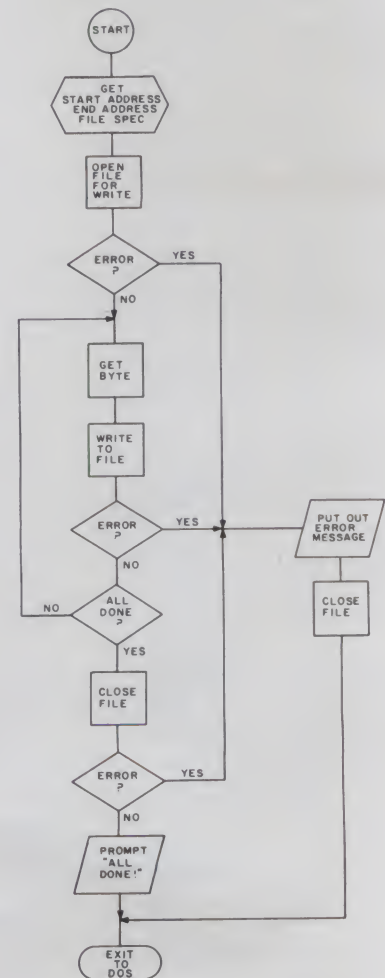 START
GET
START ADDRESS
END ADDRESS
FILE SPEC
OPEN
FILE
FOR
WRITE
ERROR
?
YES
NO
GET
BYTE
WRITE
TO
FILE
ERROR
?
YES
NO
PUT OUT
ERROR
MESSAGE
ALL
DONE
?
NO
YES
CLOSE
FILE
CLOSE
FILE
ERROR
?
YES
NO
PROMPT
"ALL
DONE!"
EXIT
TO
DOS